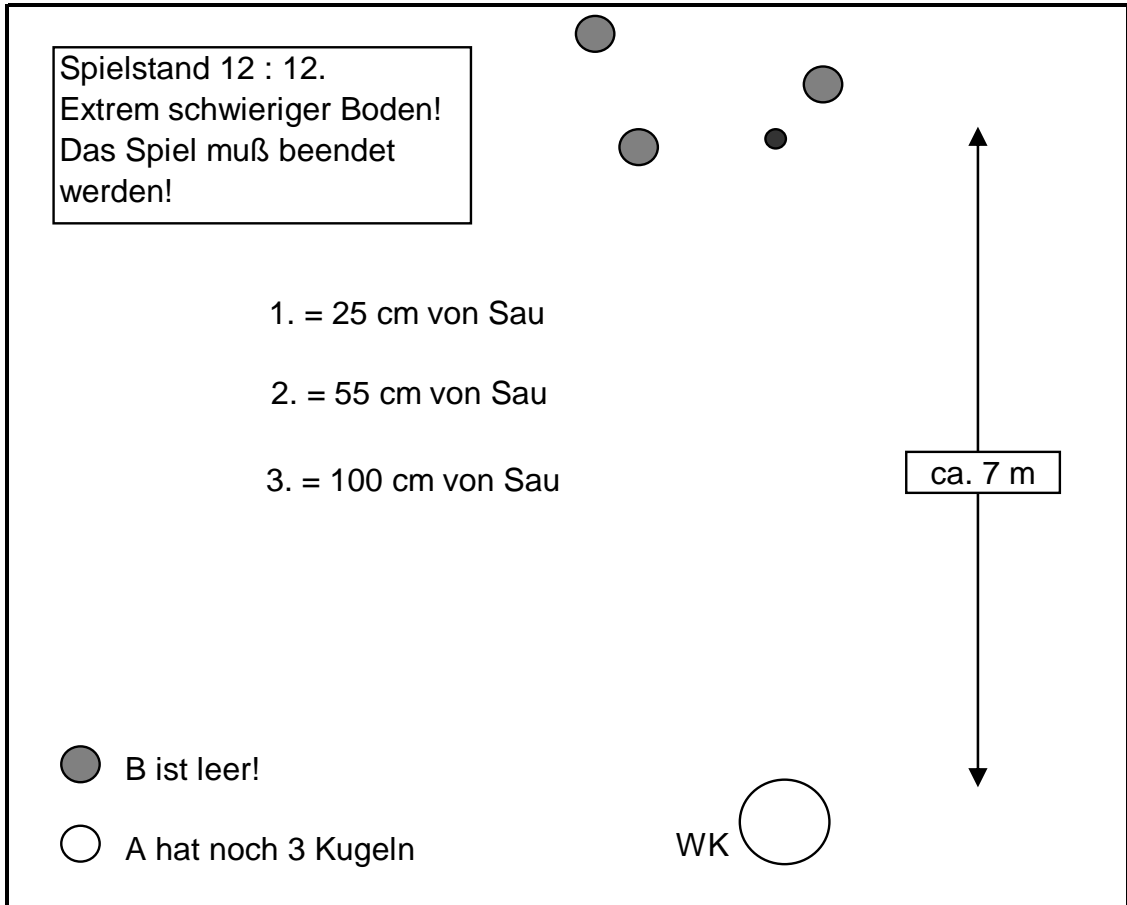 Spielstand 12 : 12.
Extrem schwieriger Boden!
Das Spiel muß beendet
werden!
1. = 25 cm von Sau
2. = 55 cm von Sau
3. = 100 cm von Sau
ca. 7 m
B ist leer!
A hat noch 3 Kugeln
WK